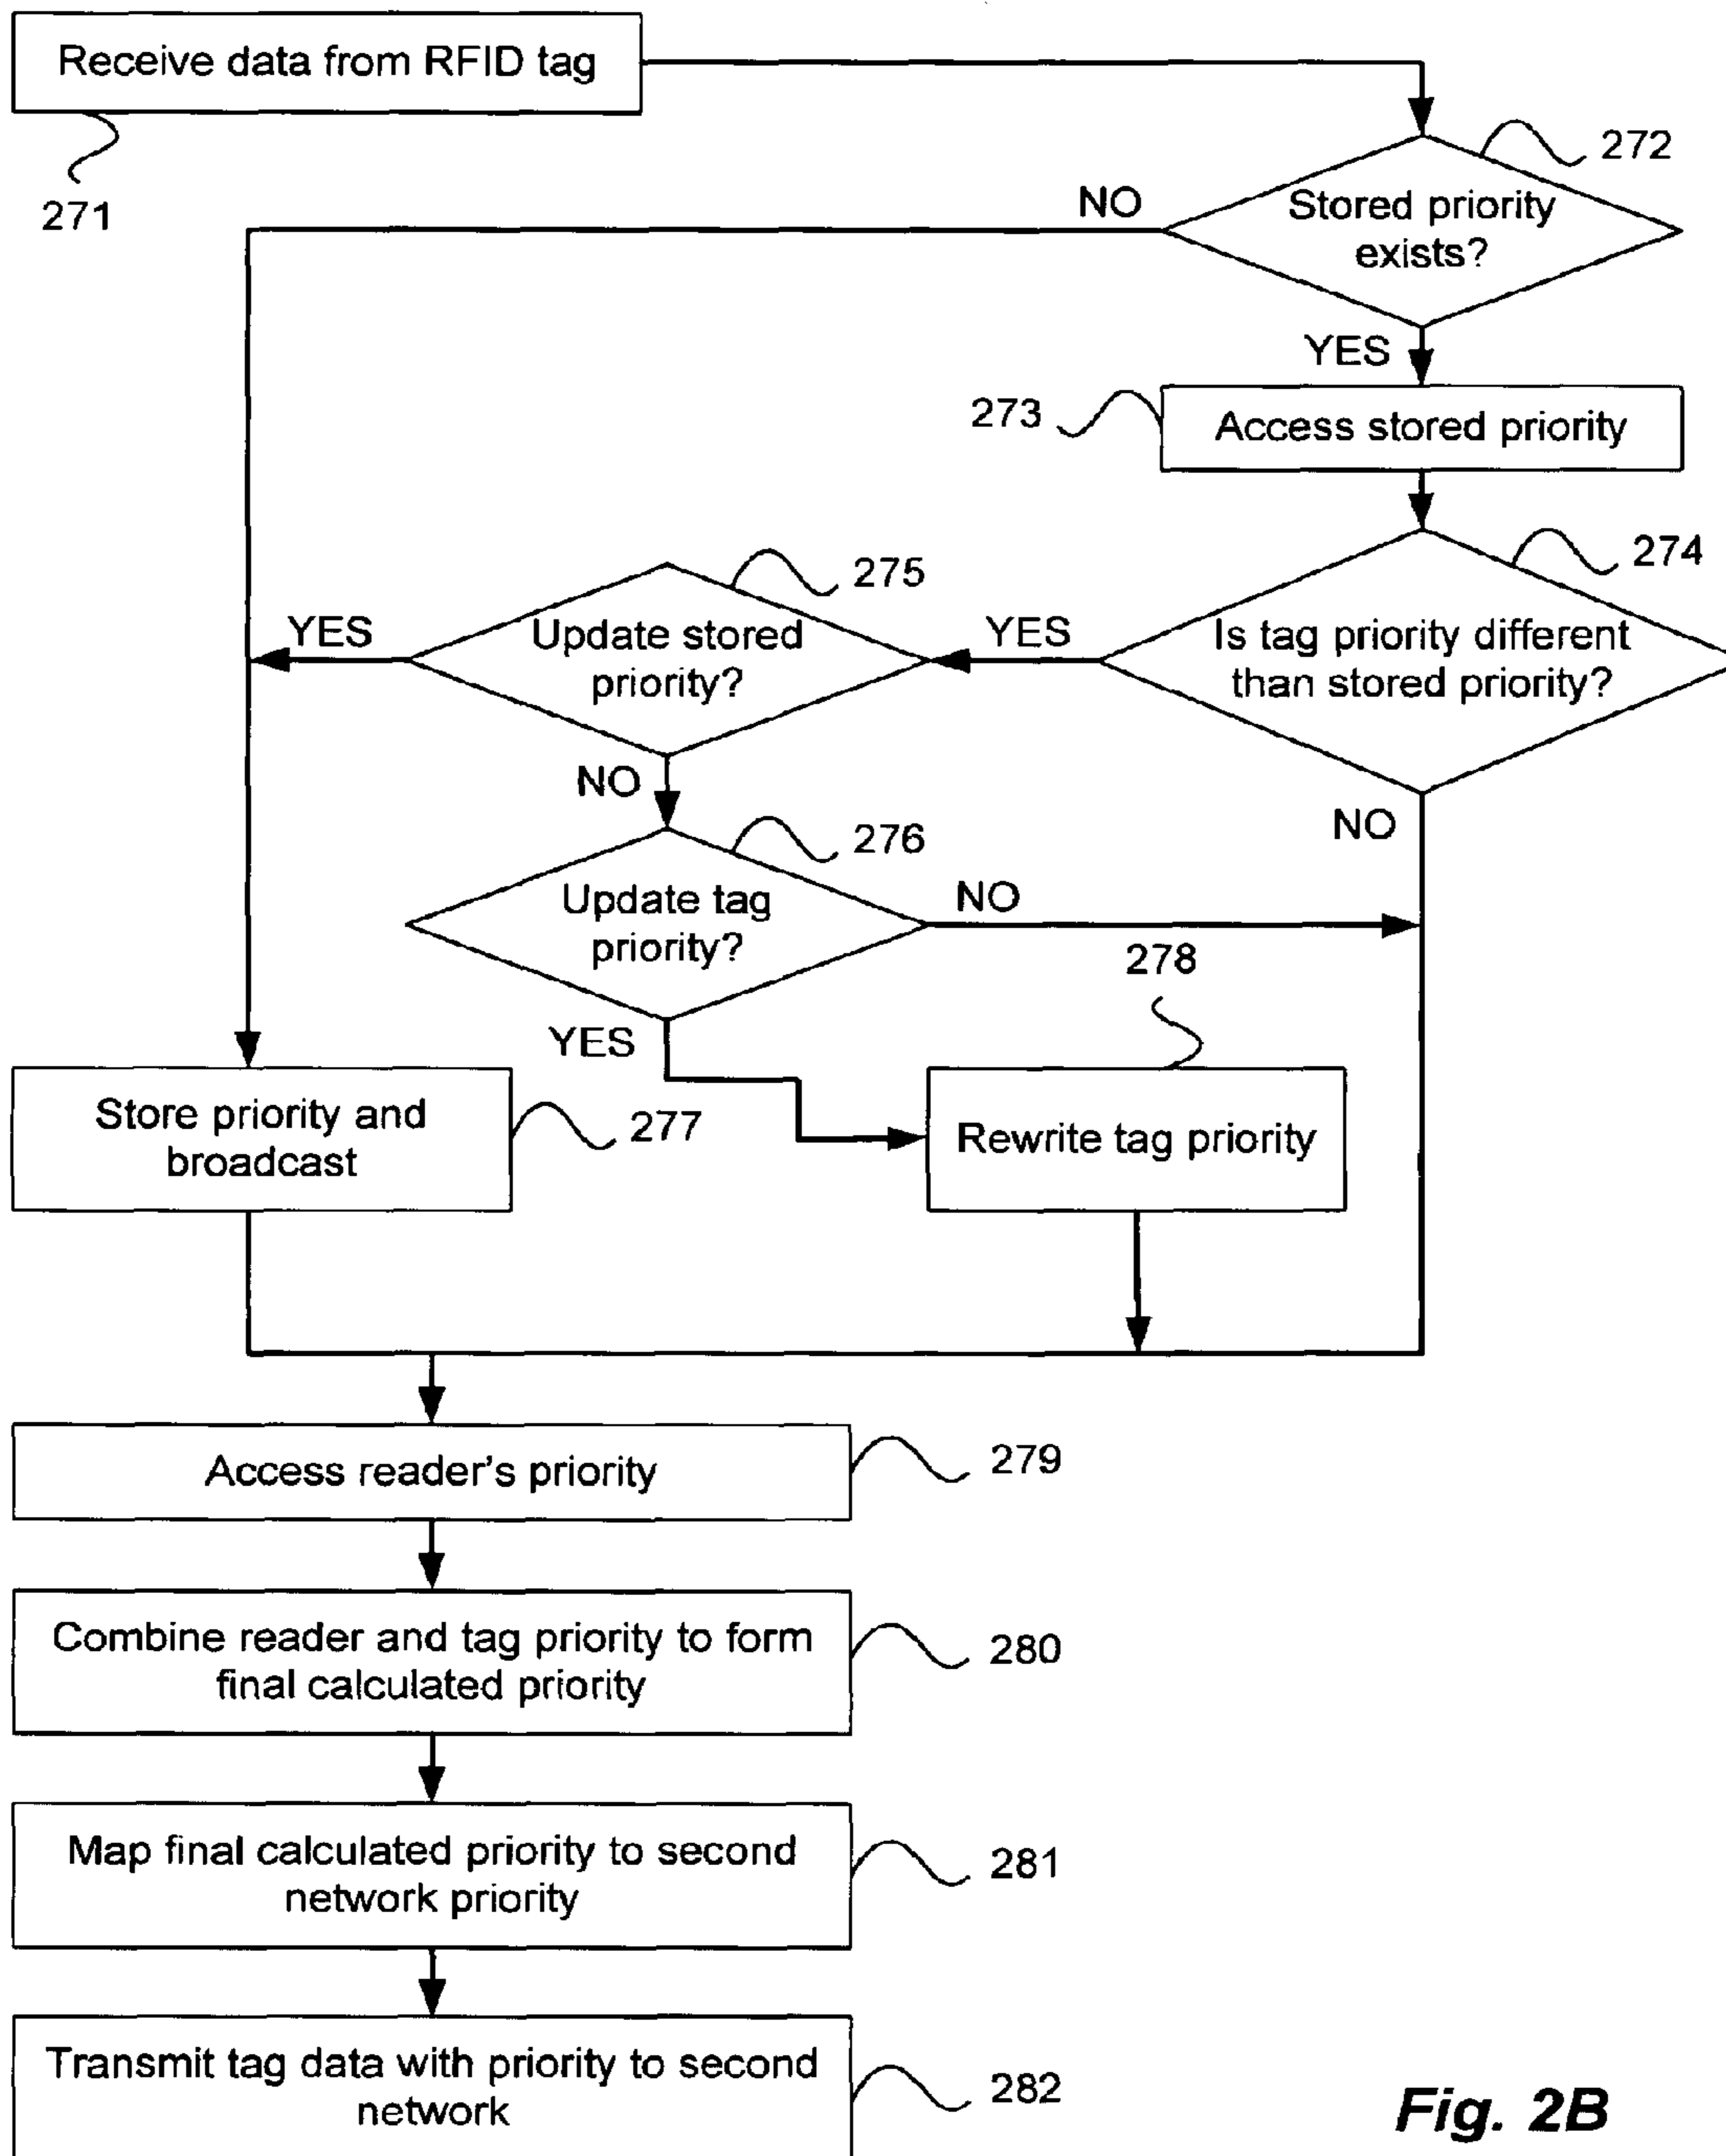 Receive data from RFID tag
271
272
NO
Stored priority
exists?
YES
273
Access stored priority
274
275
YES
Update stored
priority?
YES
Is tag priority different
than stored priority?
NO
276
NO
Update tag
priority?
NO
278
YES
Store priority and
broadcast
277
Rewrite tag priority
Access reader's priority
279
Combine reader and tag priority to form
final calculated priority
280
Map final calculated priority to second
network priority
281
Transmit tag data with priority to second
network
282
Fig. 2B